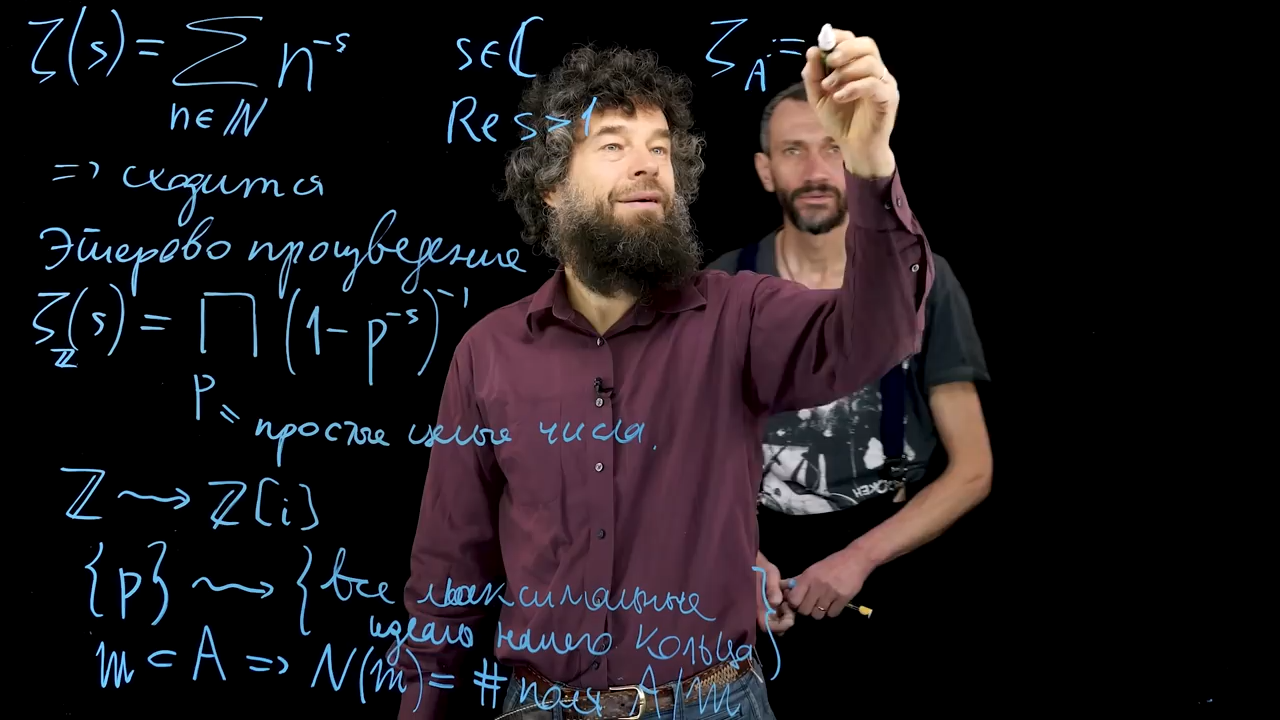 ζ(s) = ∑ n^{-s}
n∈ℕ
s∈ℂ
Re s > 1
=> сходится
Эйлерово произведение
ζ_ℤ(s) = ∏ (1 - p^{-s})^{-1}
p
простые целые числа.
ℤ ⇝ ℤ[i]
{p} ⇝ {все максимальные
идеалы нашего кольца}
m ⊂ A => N(m) = # поля A/m
ζ_A :=